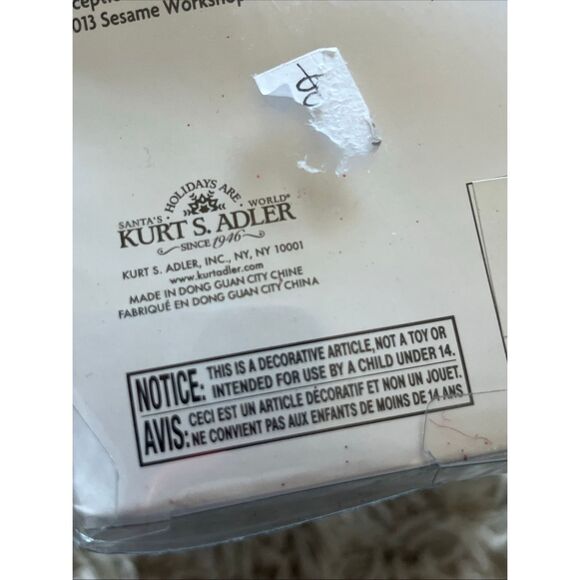 013 Sesame Workshop
HOLIDAYS ARE
SANTA'S · WORLD®
KURT S. ADLER
SINCE 1946
KURT S. ADLER, INC., NY, NY 10001
www.kurtadler.com
MADE IN DONG GUAN CITY CHINE
FABRIQUÉ EN DONG GUAN CITY CHINA
NOTICE: THIS IS A DECORATIVE ARTICLE, NOT A TOY OR
INTENDED FOR USE BY A CHILD UNDER 14.
AVIS: CECI EST UN ARTICLE DÉCORATIF ET NON UN JOUET.
NE CONVIENT PAS AUX ENFANTS DE MOINS DE 14 ANS